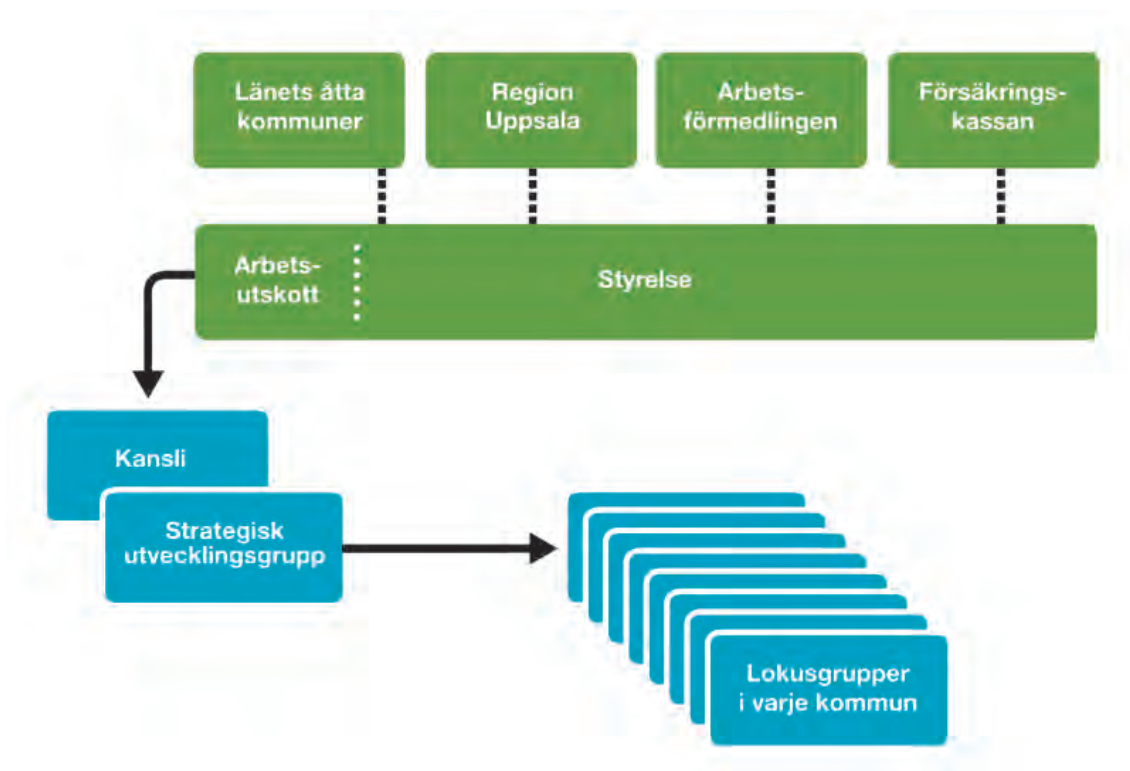 Länets åtta
kommuner
Region
Uppsala
Arbets-
förmedlingen
Försäkrings-
kassan
Arbets-
utskott
Styrelse
Kansli
Strategisk
utvecklingsgrupp
Lokusgrupper
i varje kommun